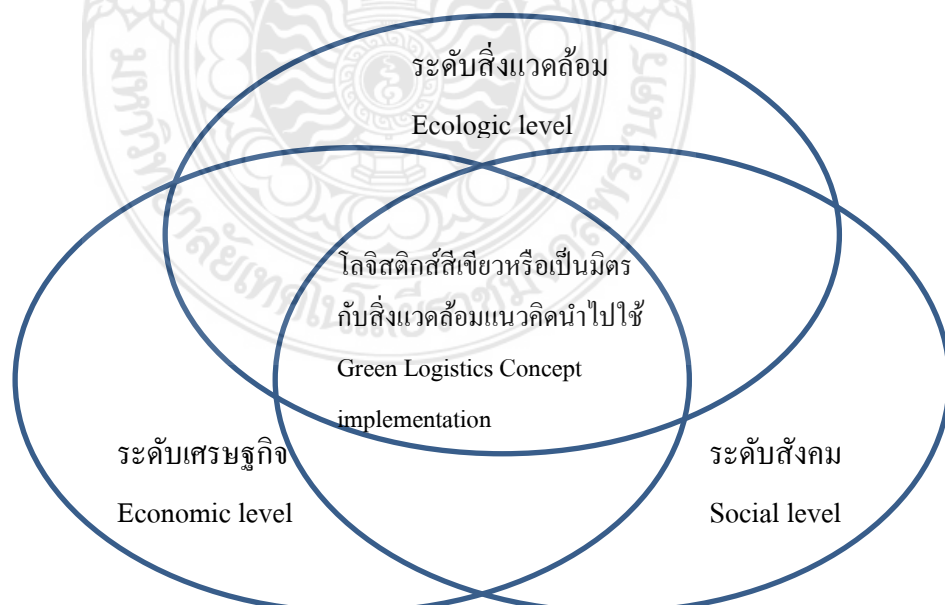 ระดับสิ่งแวดล้อม
Ecologic level
โลจิสติกส์สีเขียวหรือเป็นมิตร
กับสิ่งแวดล้อมแนวคิดนำไปใช้
Green Logistics Concept
implementation
ระดับเศรษฐกิจ
Economic level
ระดับสังคม
Social level